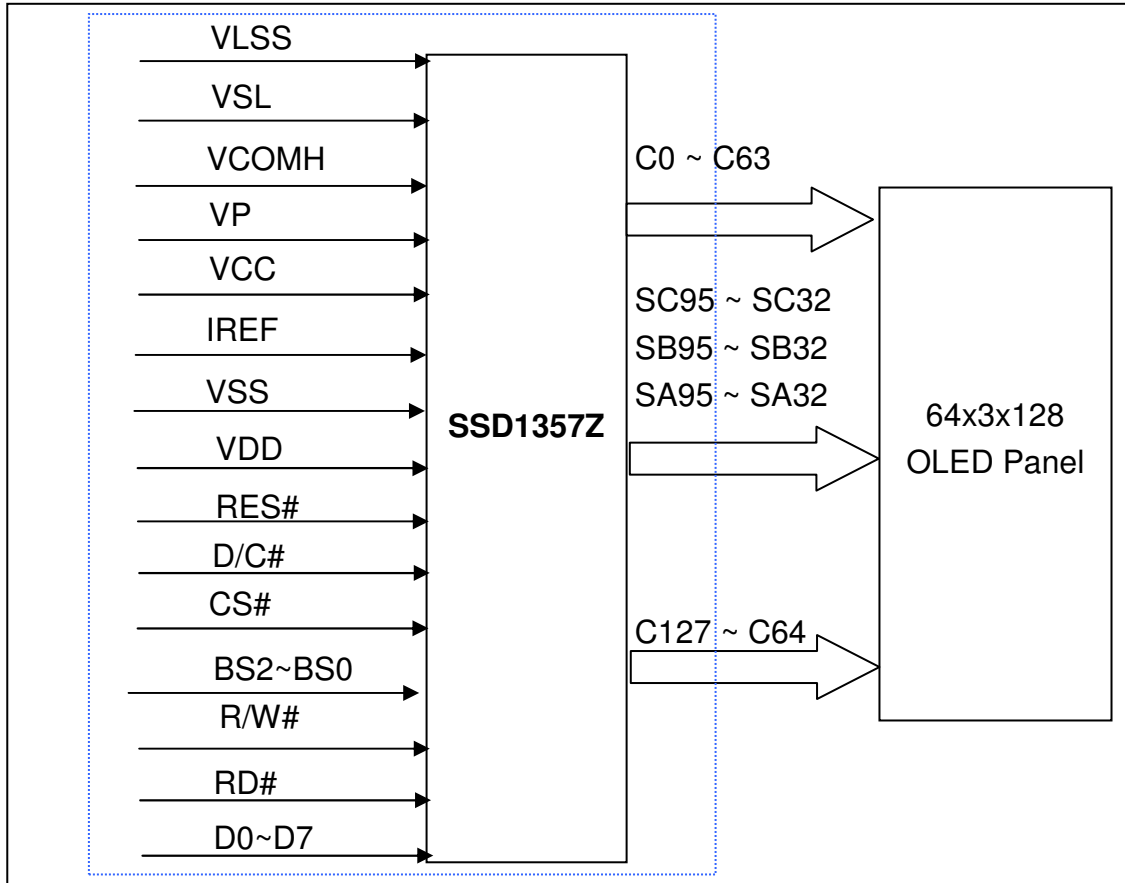 VLSS
VSL
VCOMH
VP
VCC
IREF
VSS
VDD
RES#
D/C#
CS#
BS2~BS0
R/W#
RD#
D0~D7
SSD1357Z
C0 ~ C63
SC95 ~ SC32
SB95 ~ SB32
SA95 ~ SA32
C127 ~ C64
64x3x128
OLED Panel